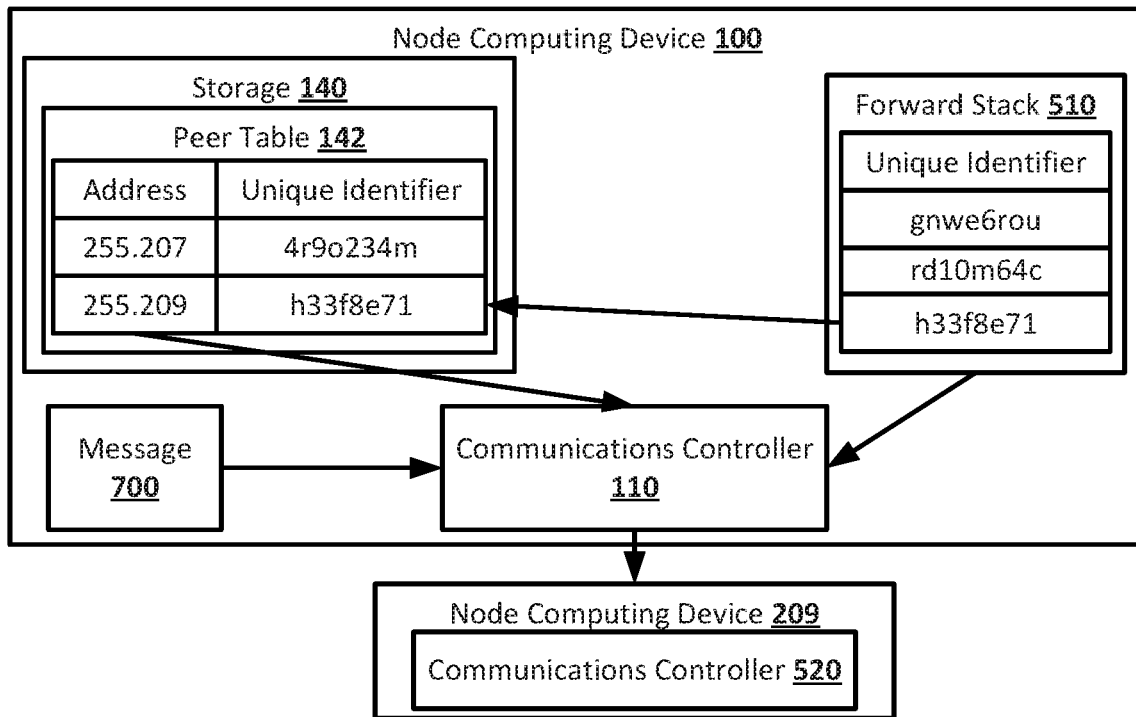 Node Computing Device 100
Storage 140
Peer Table 142
Address Unique Identifier
255.207 4r9o234m
255.209 h33f8e71
Forward Stack 510
Unique Identifier
gnwe6rou
rd10m64c
h33f8e71
Message
700
Communications Controller
110
Node Computing Device 209
Communications Controller 520